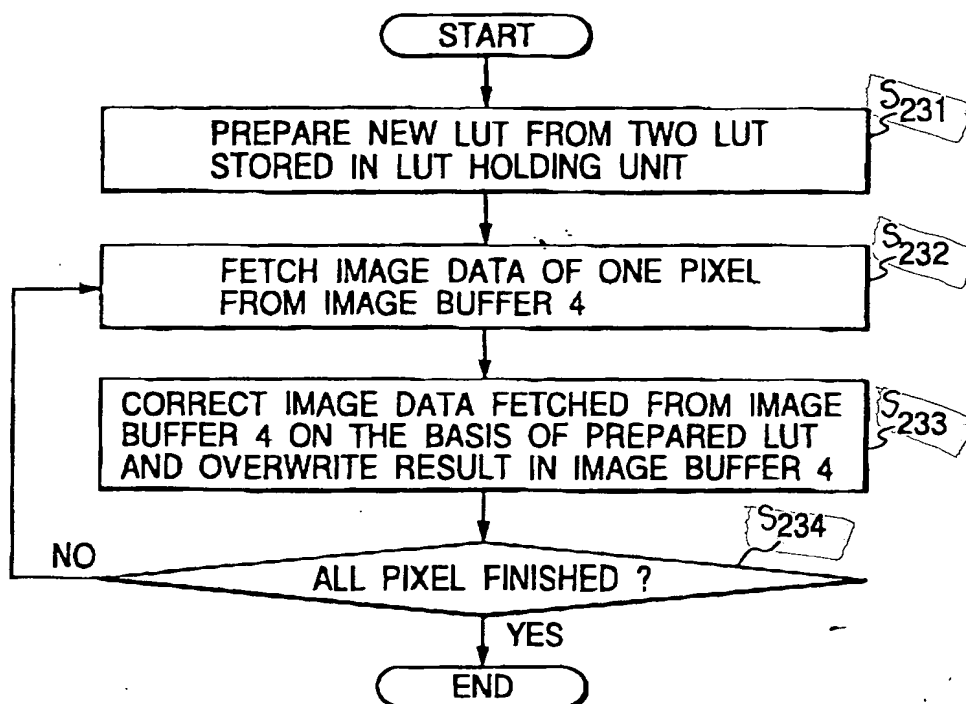 START
S231
PREPARE NEW LUT FROM TWO LUT
STORED IN LUT HOLDING UNIT
S232
FETCH IMAGE DATA OF ONE PIXEL
FROM IMAGE BUFFER 4
S233
CORRECT IMAGE DATA FETCHED FROM IMAGE
BUFFER 4 ON THE BASIS OF PREPARED LUT
AND OVERWRITE RESULT IN IMAGE BUFFER 4
S234
NO
ALL PIXEL FINISHED ?
YES
END